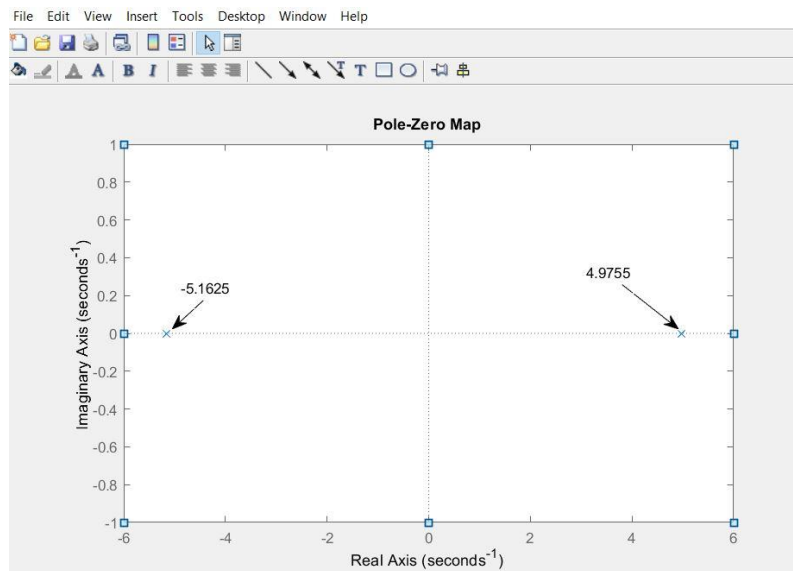 File Edit View Insert Tools Desktop Window Help
A A B I T T
Pole-Zero Map
1
0.8
0.6
0.4
0.2
0
-0.2
-0.4
-0.6
-0.8
-1
Imaginary Axis (seconds⁻¹)
-5.1625
4.9755
-6 -4 -2 0 2 4 6
Real Axis (seconds⁻¹)